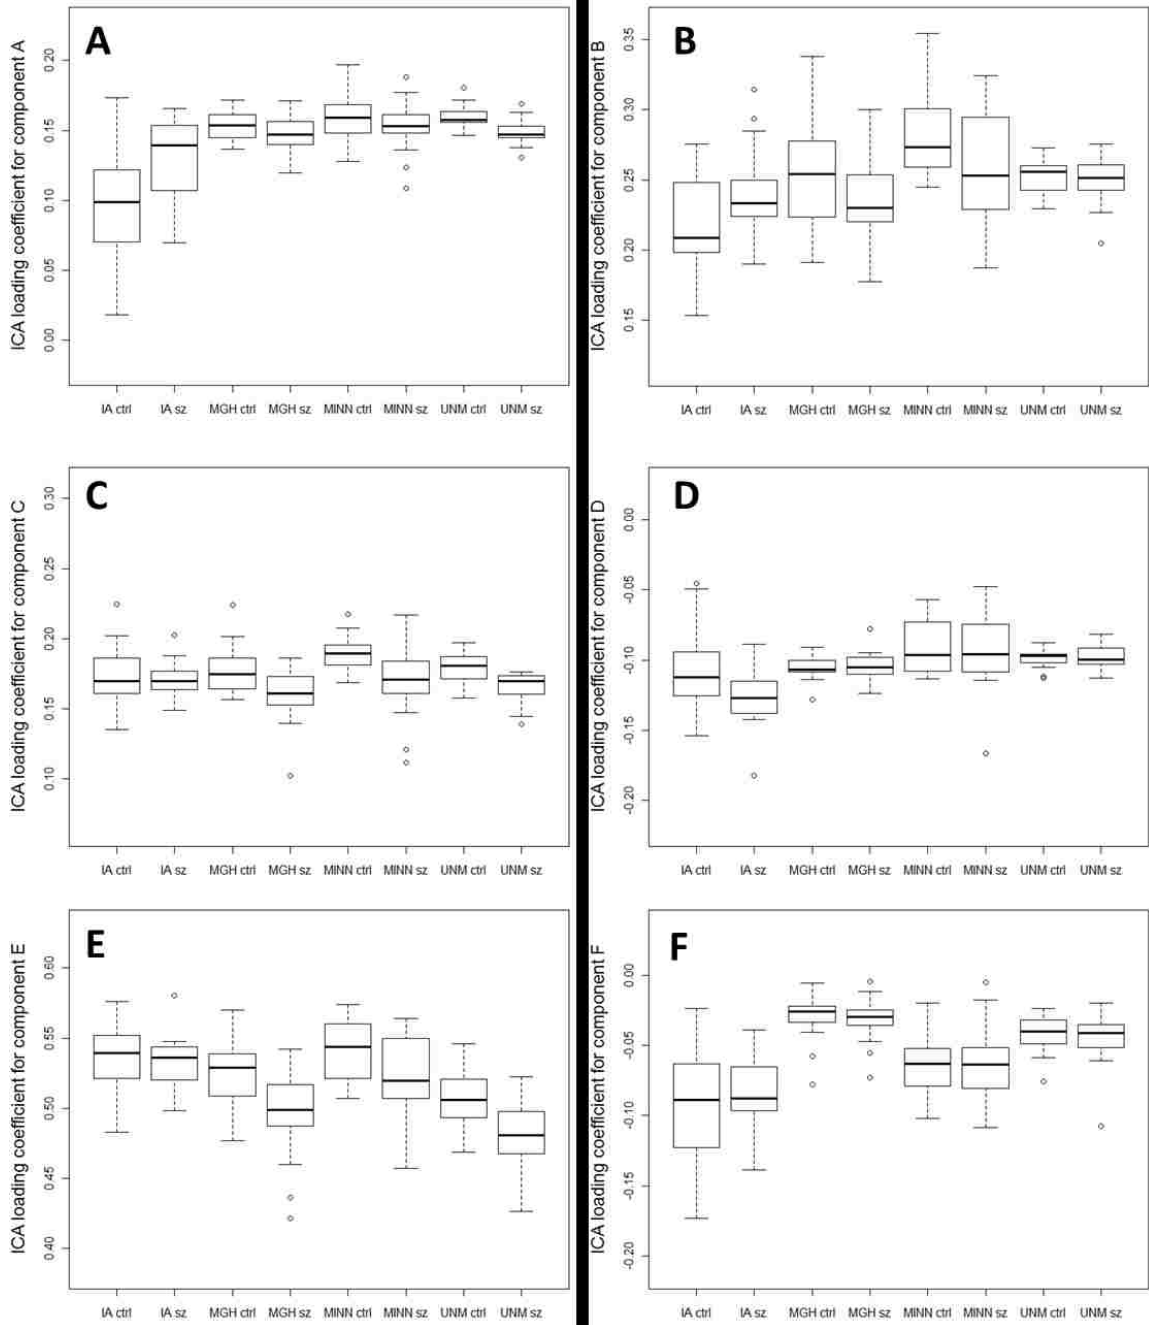 A
ICA loading coefficient for component A
0.20
0.15
0.10
0.05
0.00
IA ctrl IA sz MGH ctrl MGH sz MINN ctrl MINN sz UNM ctrl UNM sz
B
ICA loading coefficient for component B
0.35
0.30
0.25
0.20
0.15
IA ctrl IA sz MGH ctrl MGH sz MINN ctrl MINN sz UNM ctrl UNM sz
C
ICA loading coefficient for component C
0.30
0.25
0.20
0.15
0.10
IA ctrl IA sz MGH ctrl MGH sz MINN ctrl MINN sz UNM ctrl UNM sz
D
ICA loading coefficient for component D
0.00
-0.05
-0.10
-0.15
-0.20
IA ctrl IA sz MGH ctrl MGH sz MINN ctrl MINN sz UNM ctrl UNM sz
E
ICA loading coefficient for component E
0.60
0.55
0.50
0.45
0.40
IA ctrl IA sz MGH ctrl MGH sz MINN ctrl MINN sz UNM ctrl UNM sz
F
ICA loading coefficient for component F
0.00
-0.05
-0.10
-0.15
-0.20
IA ctrl IA sz MGH ctrl MGH sz MINN ctrl MINN sz UNM ctrl UNM sz